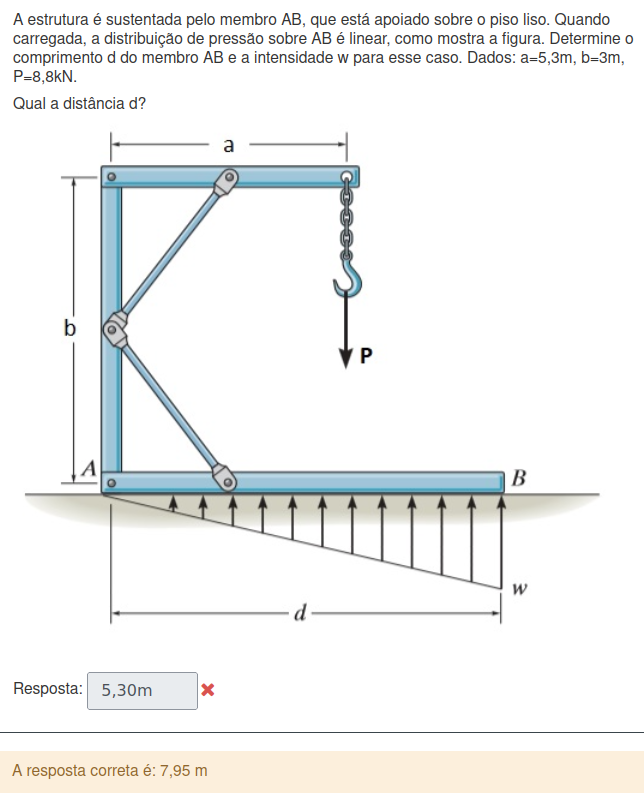 A estrutura é sustentada pelo membro AB, que está apoiado sobre o piso liso. Quando
carregada, a distribuição de pressão sobre AB é linear, como mostra a figura. Determine o
comprimento d do membro AB e a intensidade w para esse caso. Dados: a=5,3m, b=3m,
P=8,8kN.
Qual a distância d?
a
b
P
A
B
w
d
Resposta: 5,30m
A resposta correta é: 7,95 m